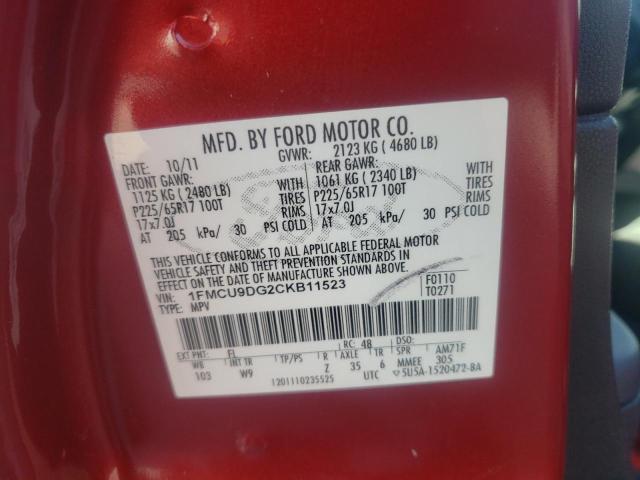 MFD. BY FORD MOTOR CO.
DATE: 10/11 GVWR: 2123 KG ( 4680 LB)
FRONT GAWR: REAR GAWR:
1125 KG ( 2480 LB) 1061 KG ( 2340 LB) WITH
P225/65R17 100T TIRES P225/65R17 100T TIRES
17x7.0J RIMS 17x7.0J RIMS
AT 205 kPa/ 30 PSI COLD AT 205 kPa/ 30 PSI COLD
THIS VEHICLE CONFORMS TO ALL APPLICABLE FEDERAL MOTOR
VEHICLE SAFETY AND THEFT PREVENTION STANDARDS IN
EFFECT ON THE DATE OF MANUFACTURE SHOWN ABOVE.
VIN: 1FMCU9DG2CKB11523 F0110
TYPE: MPV T0271
EXT PNT: FL RC: 48 DSO:
WB INT TR TP/PS R AXLE TR SPR AM71F
103 W9 Z 35 6 MMEE 305
1201110235525 UTC 5U5A-1520472-BA